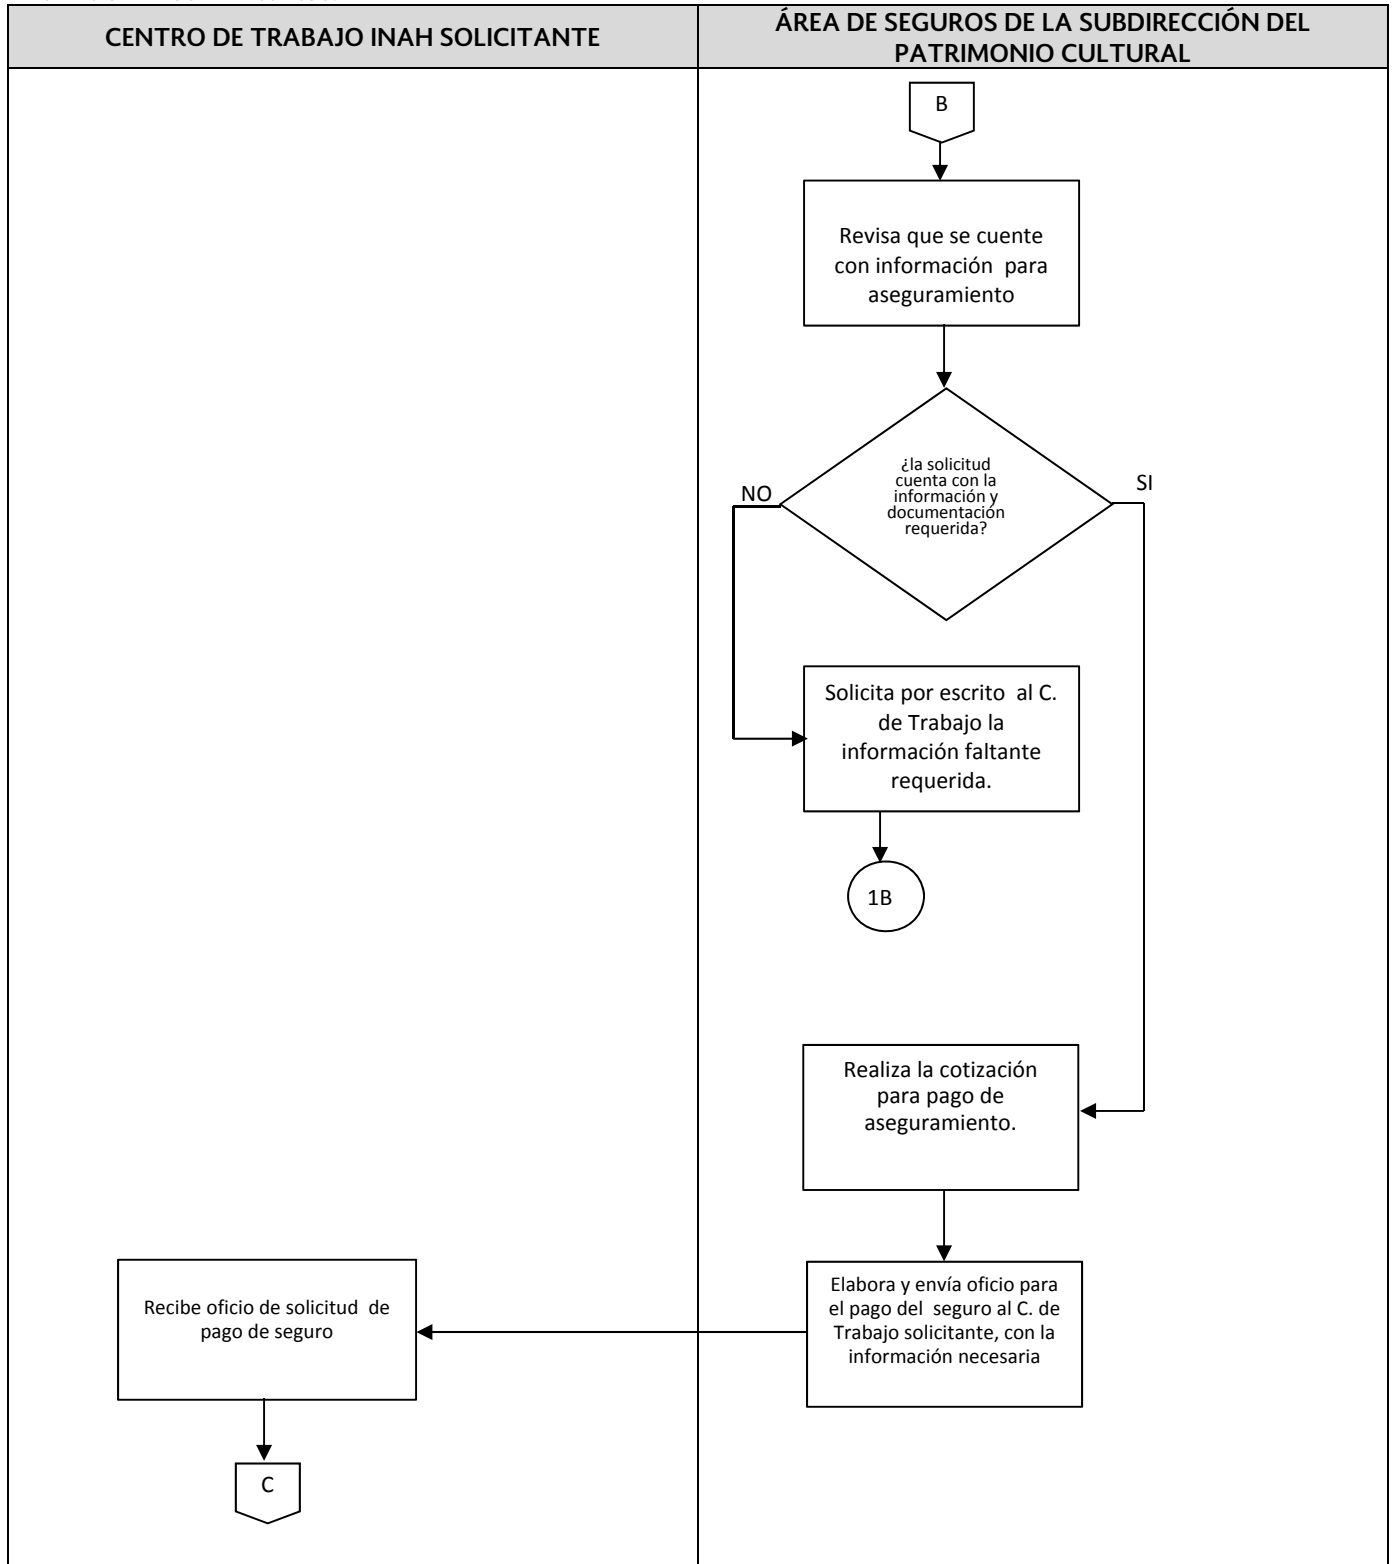 CENTRO DE TRABAJO INAH SOLICITANTE
ÁREA DE SEGUROS DE LA SUBDIRECCIÓN DEL
PATRIMONIO CULTURAL
B
Revisa que se cuente
con información para
aseguramiento
¿la solicitud
cuenta con la
información y
documentación
requerida?
NO
SI
Solicita por escrito al C.
de Trabajo la
información faltante
requerida.
1B
Realiza la cotización
para pago de
aseguramiento.
Elabora y envía oficio para
el pago del seguro al C. de
Trabajo solicitante, con la
información necesaria
Recibe oficio de solicitud de
pago de seguro
C